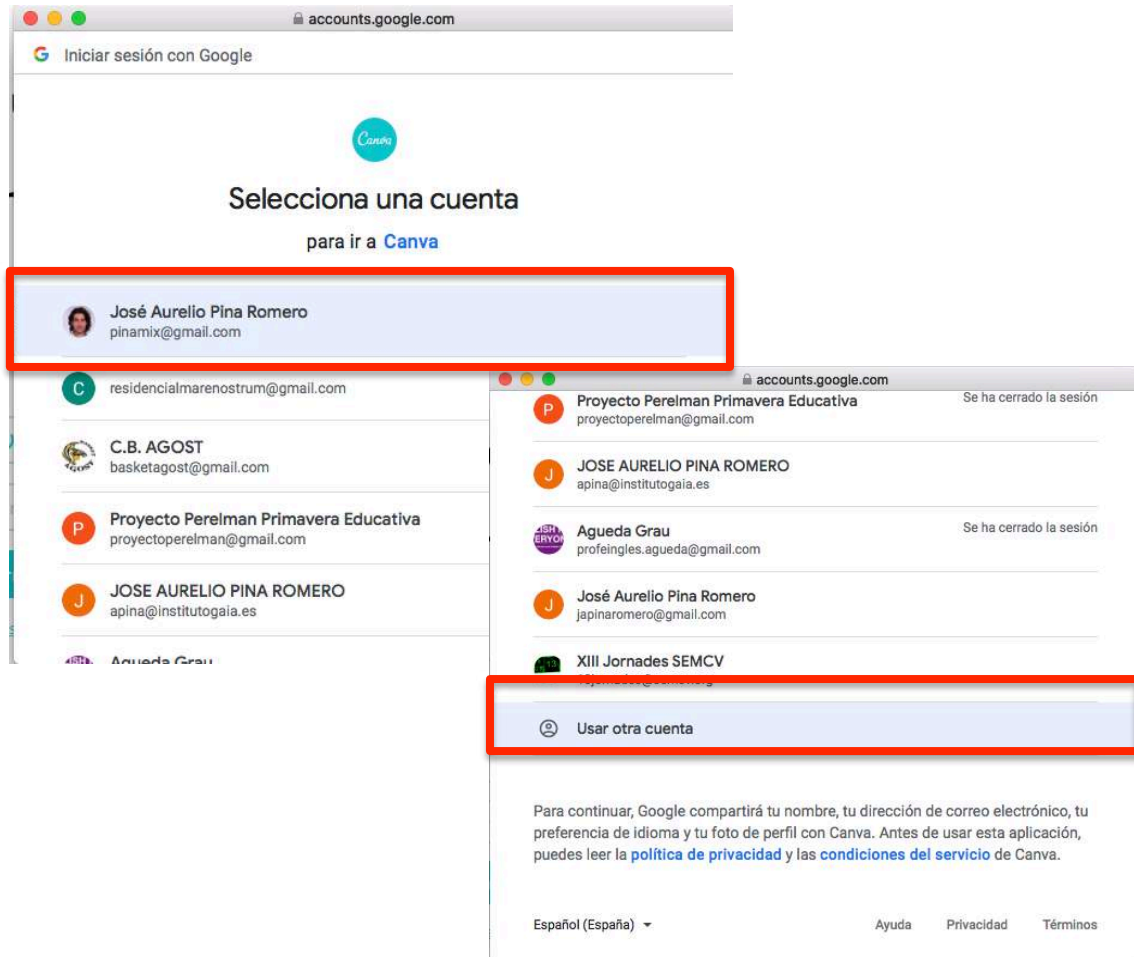 accounts.google.com
Iniciar sesión con Google
Canva
Selecciona una cuenta
para ir a Canva
José Aurelio Pina Romero
pinamix@gmail.com
C
residencialmarenostrum@gmail.com
C.B. AGOST
basketagost@gmail.com
P
Proyecto Perelman Primavera Educativa
proyectoperelman@gmail.com
J
JOSE AURELIO PINA ROMERO
apina@institutogaia.es
Agueda Grau
accounts.google.com
P
Proyecto Perelman Primavera Educativa
Se ha cerrado la sesión
proyectoperelman@gmail.com
J
JOSE AURELIO PINA ROMERO
apina@institutogaia.es
Agueda Grau
Se ha cerrado la sesión
profeingles.agueda@gmail.com
J
José Aurelio Pina Romero
japinaromero@gmail.com
XIII Jornades SEMCV
Usar otra cuenta
Para continuar, Google compartirá tu nombre, tu dirección de correo electrónico, tu
preferencia de idioma y tu foto de perfil con Canva. Antes de usar esta aplicación,
puedes leer la política de privacidad y las condiciones del servicio de Canva.
Español (España)
Ayuda Privacidad Términos